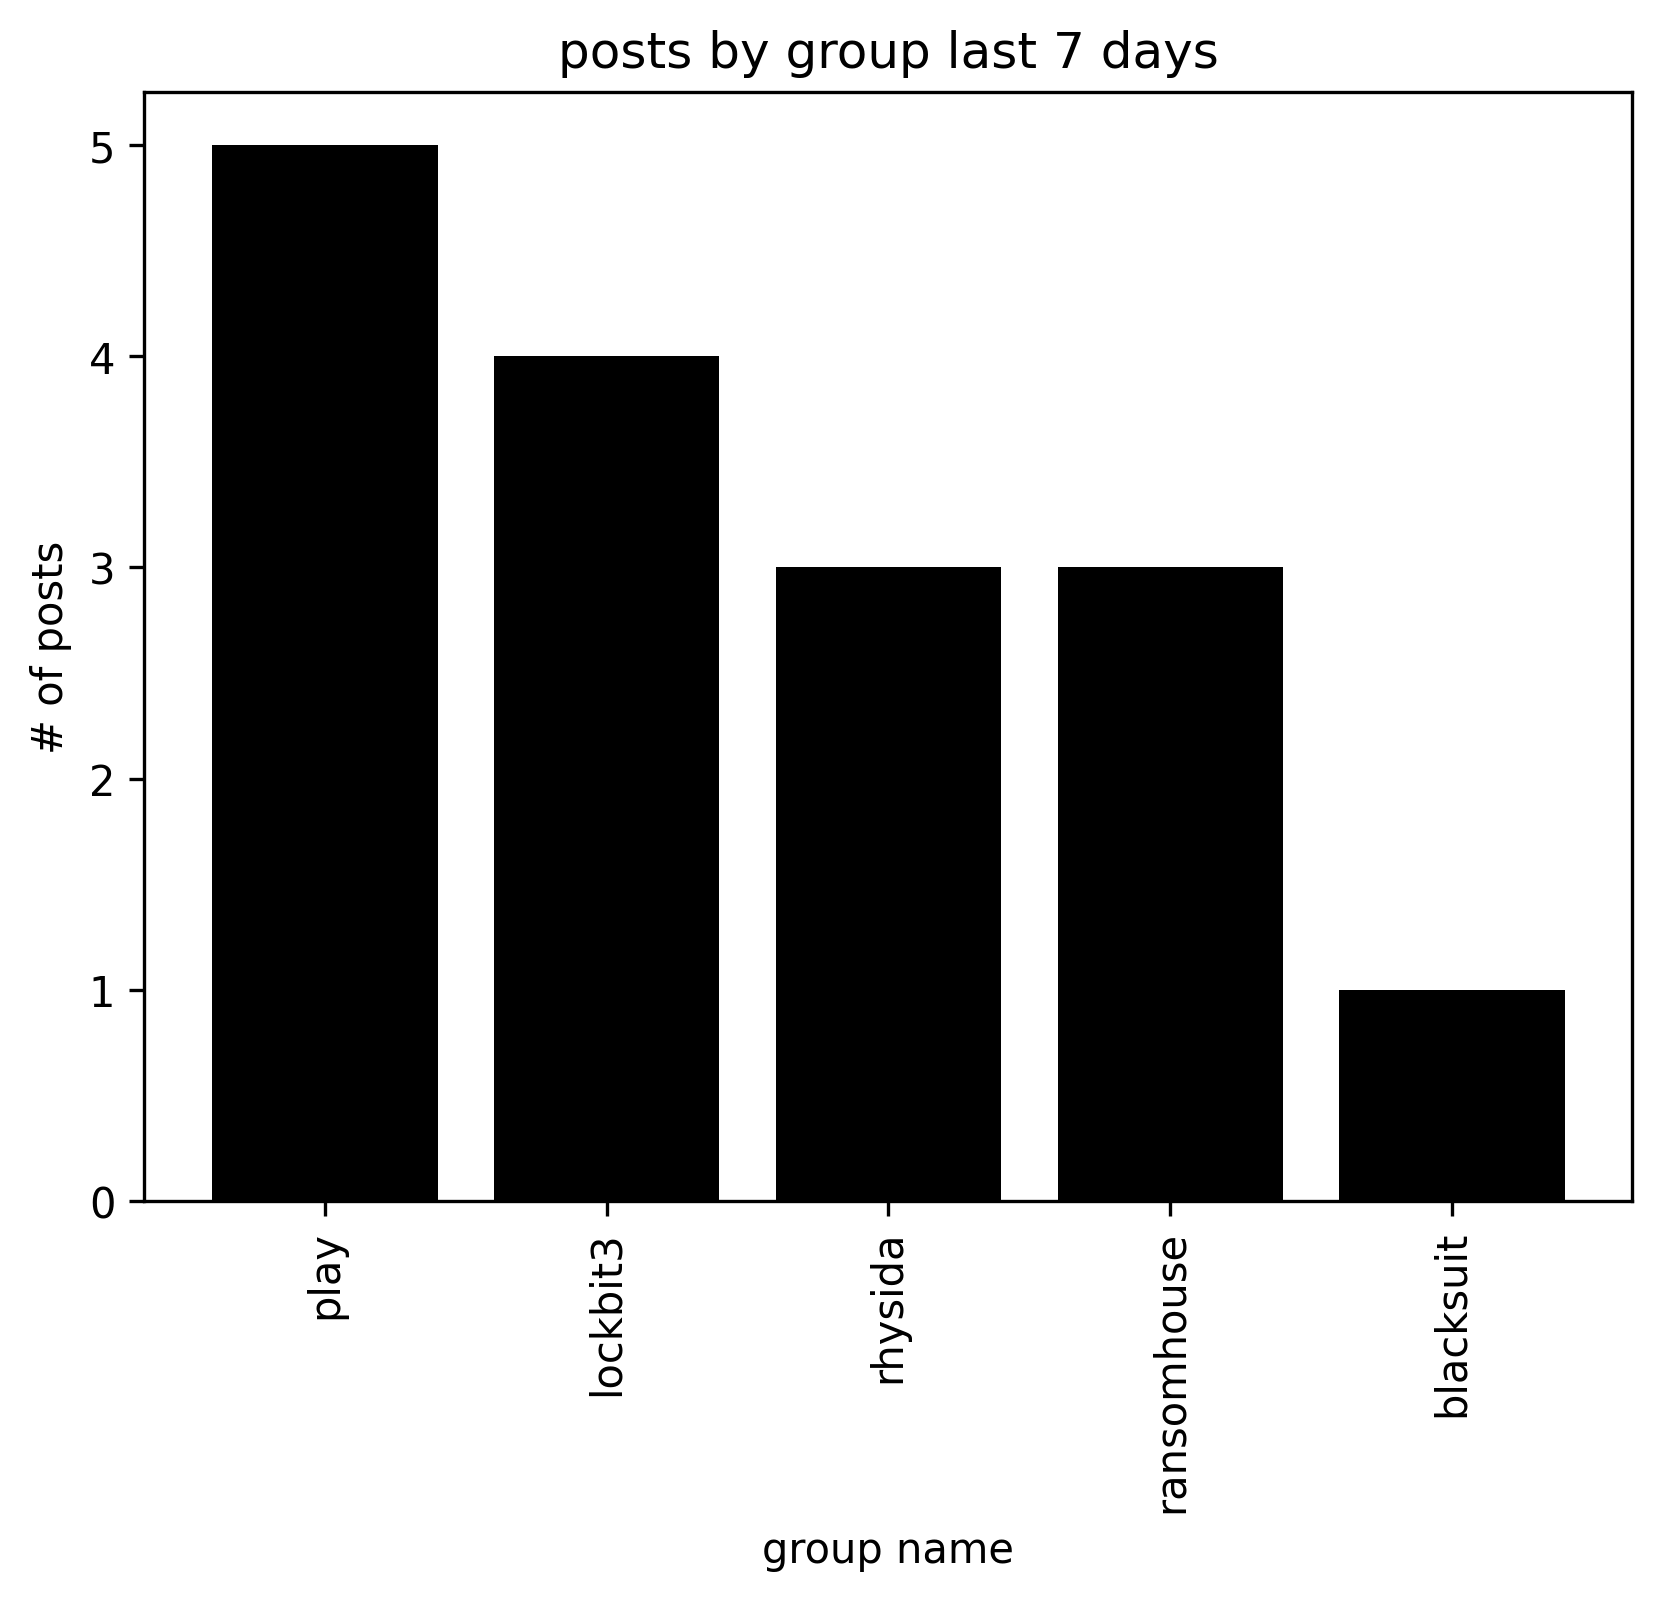 posts by group last 7 days
5
4
3
2
1
0
# of posts
play
lockbit3
rhysida
ransomhouse
blacksuit
group name